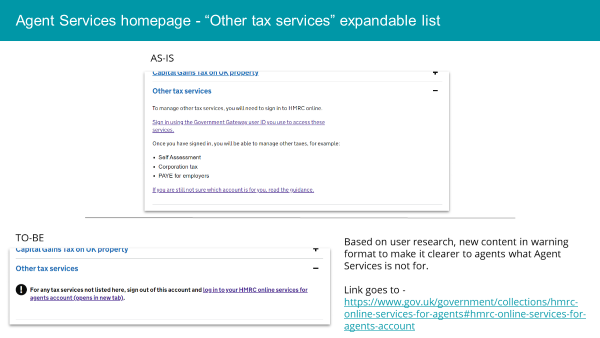 Agent Services homepage - “Other tax services” expandable list
AS-IS
Capital Gains Tax on UK property +
Other tax services −
To manage other tax services, you will need to sign in to HMRC online.
Sign in using the Government Gateway user ID you use to access these
services.
Once you have signed in, you will be able to manage other taxes, for example:
• Self Assessment
• Corporation tax
• PAYE for employers
If you are still not sure which account is for you, read the guidance.
TO-BE
Capital Gains Tax on UK property +
Other tax services −
! For any tax services not listed here, sign out of this account and log in to your HMRC online services for
agents account (opens in new tab).
Based on user research, new content in warning
format to make it clearer to agents what Agent
Services is not for.
Link goes to -
https://www.gov.uk/government/collections/hmrc-
online-services-for-agents#hmrc-online-services-for-
agents-account